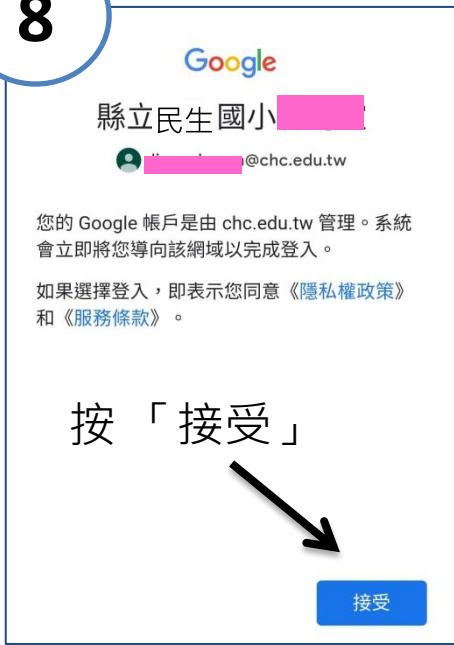 8
Google
縣立民生國小
@chc.edu.tw
您的 Google 帳戶是由 chc.edu.tw 管理。系統
會立即將您導向該網域以完成登入。
如果選擇登入，即表示您同意《隱私權政策》
和《服務條款》。
按「接受」
接受